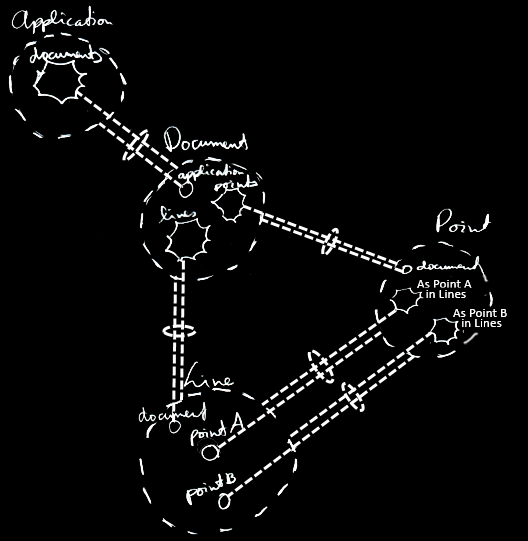 Application
documents
Document
application
points
lines
Point
document
As Point A
in Lines
As Point B
in Lines
Line
document
point A
point B